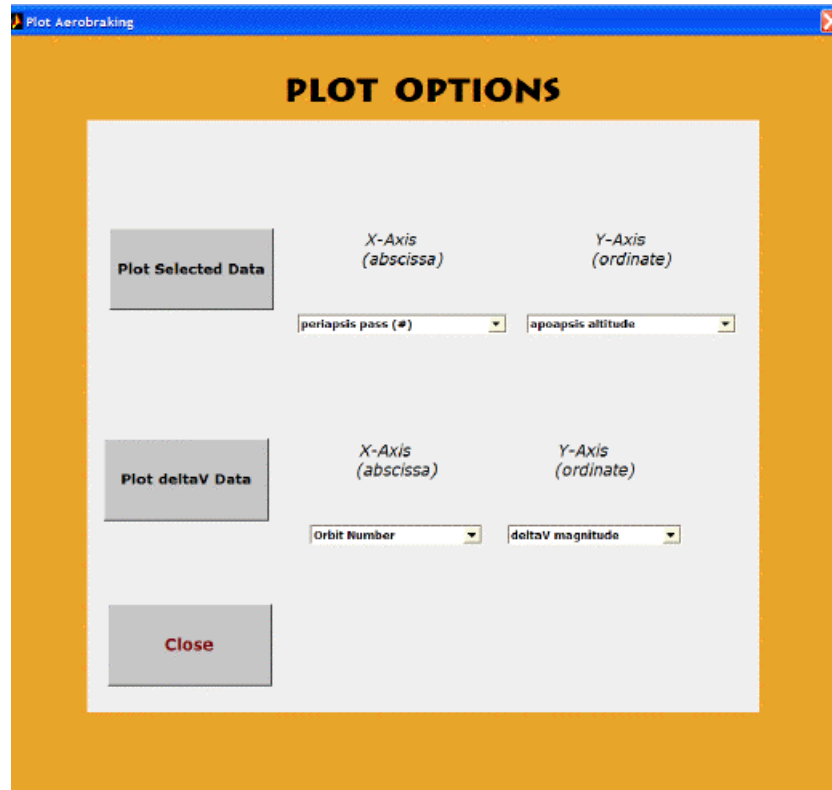 Plot Aerobraking
PLOT OPTIONS
X-Axis
(abscissa)
Y-Axis
(ordinate)
Plot Selected Data
periapsis pass (#)
apoapsis altitude
X-Axis
(abscissa)
Y-Axis
(ordinate)
Plot deltaV Data
Orbit Number
deltaV magnitude
Close